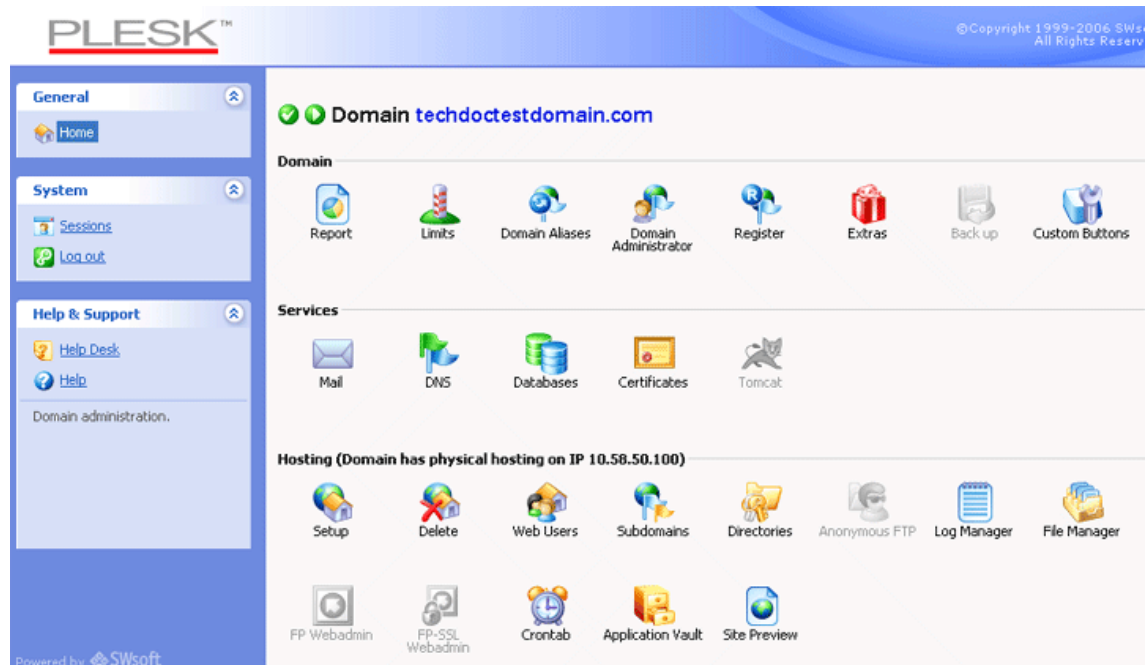 PLESK™
©Copyright 1999-2006 SWso
All Rights Reserv
General
Home
System
Sessions
Log out
Help & Support
Help Desk
Help
Domain administration.
Powered by SWsoft
Domain techdoctestdomain.com
Domain
Report
Limits
Domain Aliases
Domain
Administrator
Register
Extras
Back up
Custom Buttons
Services
Mail
DNS
Databases
Certificates
Tomcat
Hosting (Domain has physical hosting on IP 10.58.50.100)
Setup
Delete
Web Users
Subdomains
Directories
Anonymous FTP
Log Manager
File Manager
FP Webadmin
FP-SSL
Webadmin
Crontab
Application Vault
Site Preview